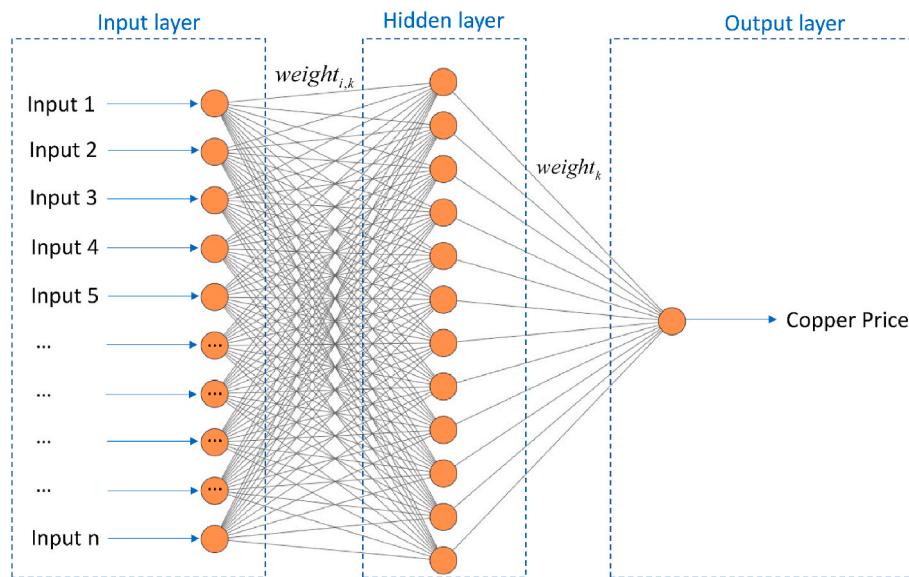 Input layer
Hidden layer
Output layer
weight_{i,k}
Input 1
Input 2
weight_k
Input 3
Input 4
Input 5
Copper Price
... ...
... ...
... ...
... ...
Input n